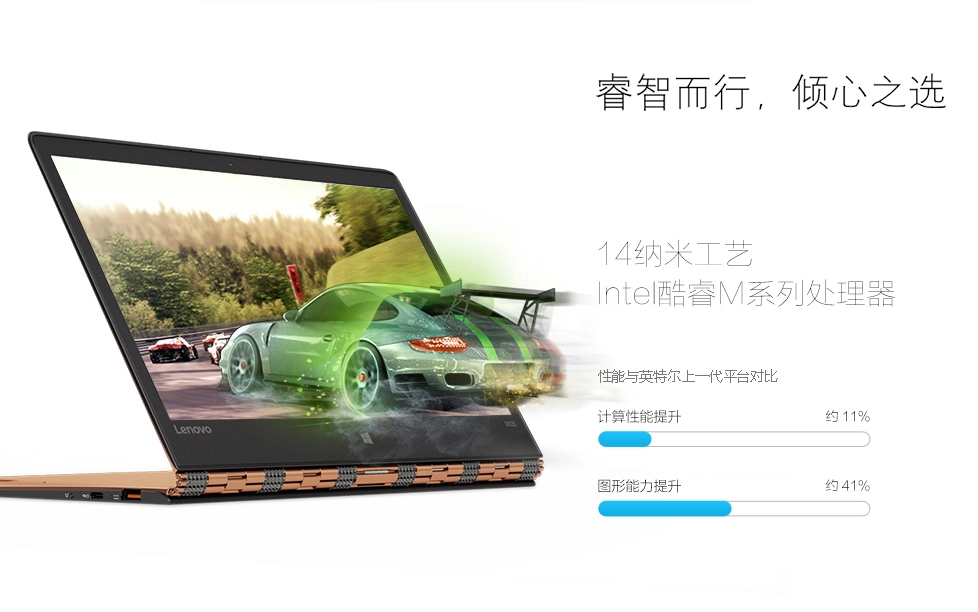 睿智而行，倾心之选
14纳米工艺
Intel酷睿M系列处理器
性能与英特尔上一代平台对比
计算性能提升 约 11%
图形能力提升 约 41%
Lenovo